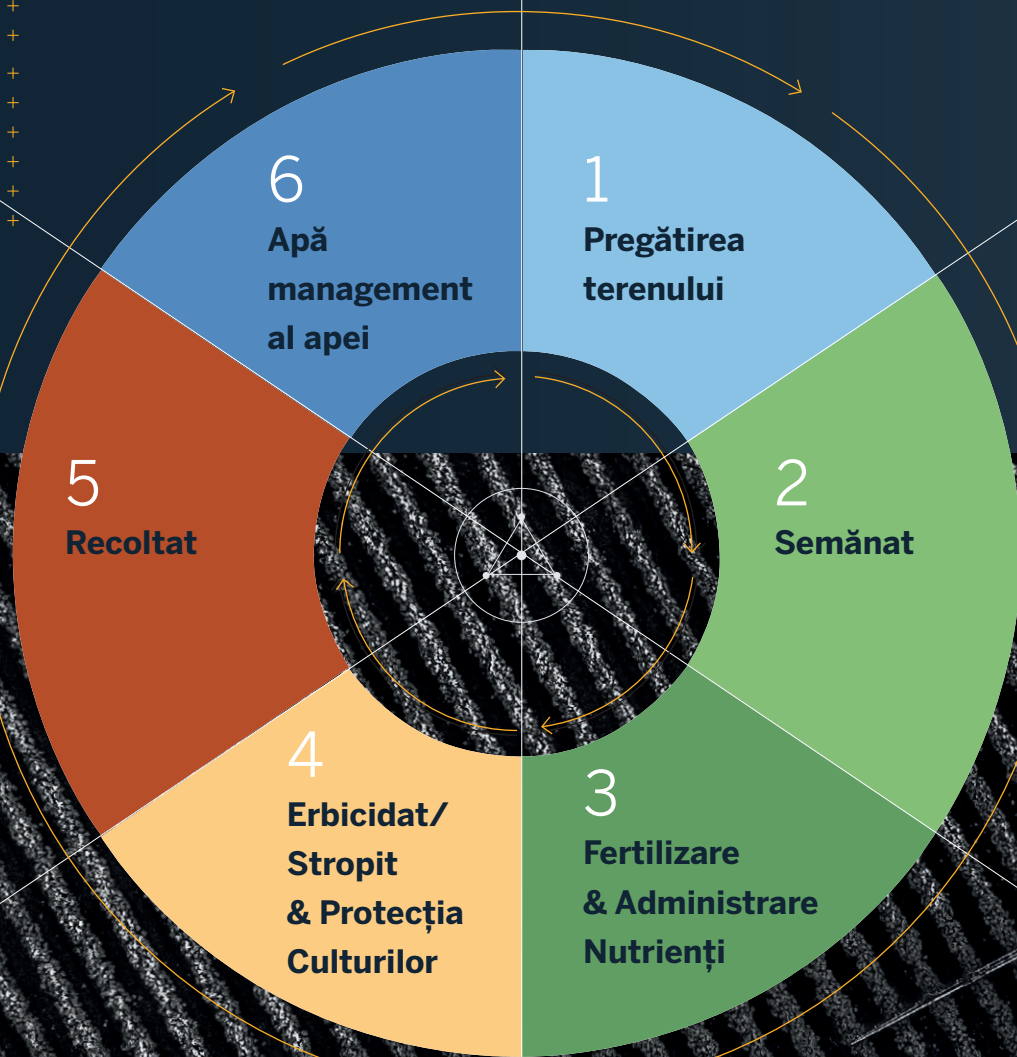 1
Pregătirea
terenului
2
Semănat
3
Fertilizare
& Administrare
Nutrienți
4
Erbicidat/
Stropit
& Protecția
Culturilor
5
Recoltat
6
Apă
management
al apei